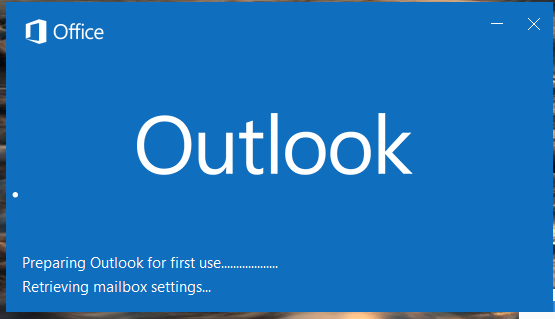 Office
Outlook
Preparing Outlook for first use...................
Retrieving mailbox settings...